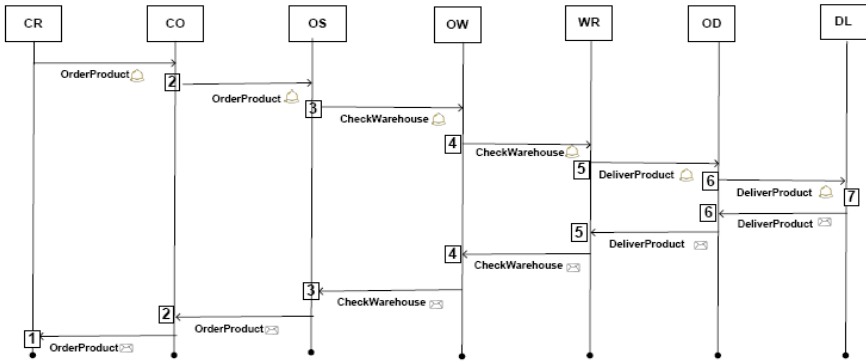 CR CO OS OW WR OD DL
OrderProduct
2
OrderProduct
3
CheckWarehouse
4
CheckWarehouse
5
DeliverProduct
6
DeliverProduct
7
6
DeliverProduct
5
DeliverProduct
4
CheckWarehouse
3
CheckWarehouse
2
OrderProduct
1
OrderProduct